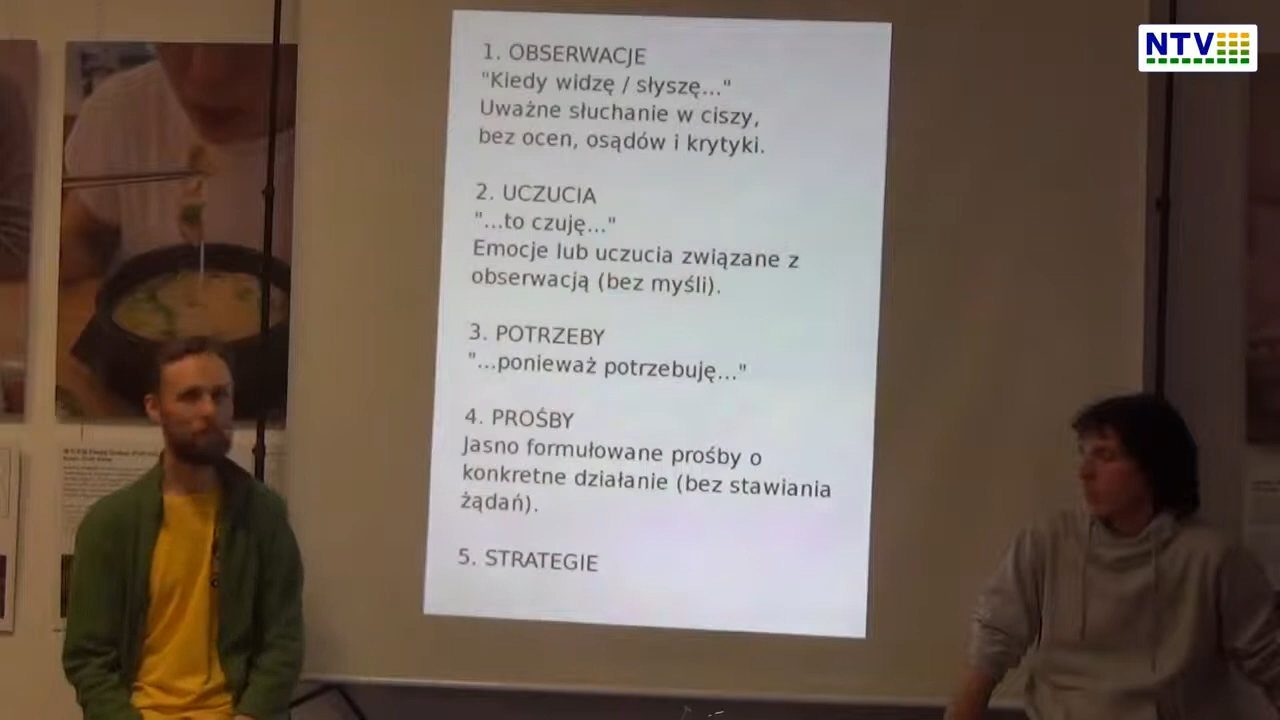 NTV
1. OBSERWACJE
"Kiedy widzę / słyszę..."
Uważne słuchanie w ciszy,
bez ocen, osądów i krytyki.
2. UCZUCIA
"...to czuję..."
Emocje lub uczucia związane z
obserwacją (bez myśli).
3. POTRZEBY
"...ponieważ potrzebuję..."
4. PROŚBY
Jasno formułowane prośby o
konkretne działanie (bez stawiania
żądań).
5. STRATEGIE